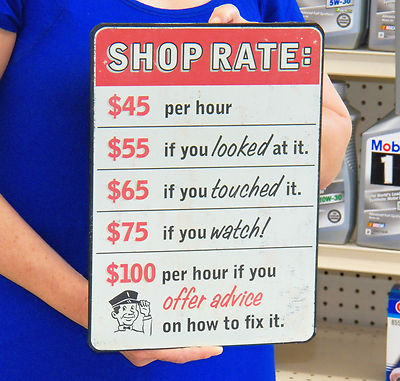 SHOP RATE:
$45 per hour
$55 if you looked at it.
$65 if you touched it.
$75 if you watch!
$100 per hour if you
offer advice
on how to fix it.
5W-30
Mobil
1
0W-30